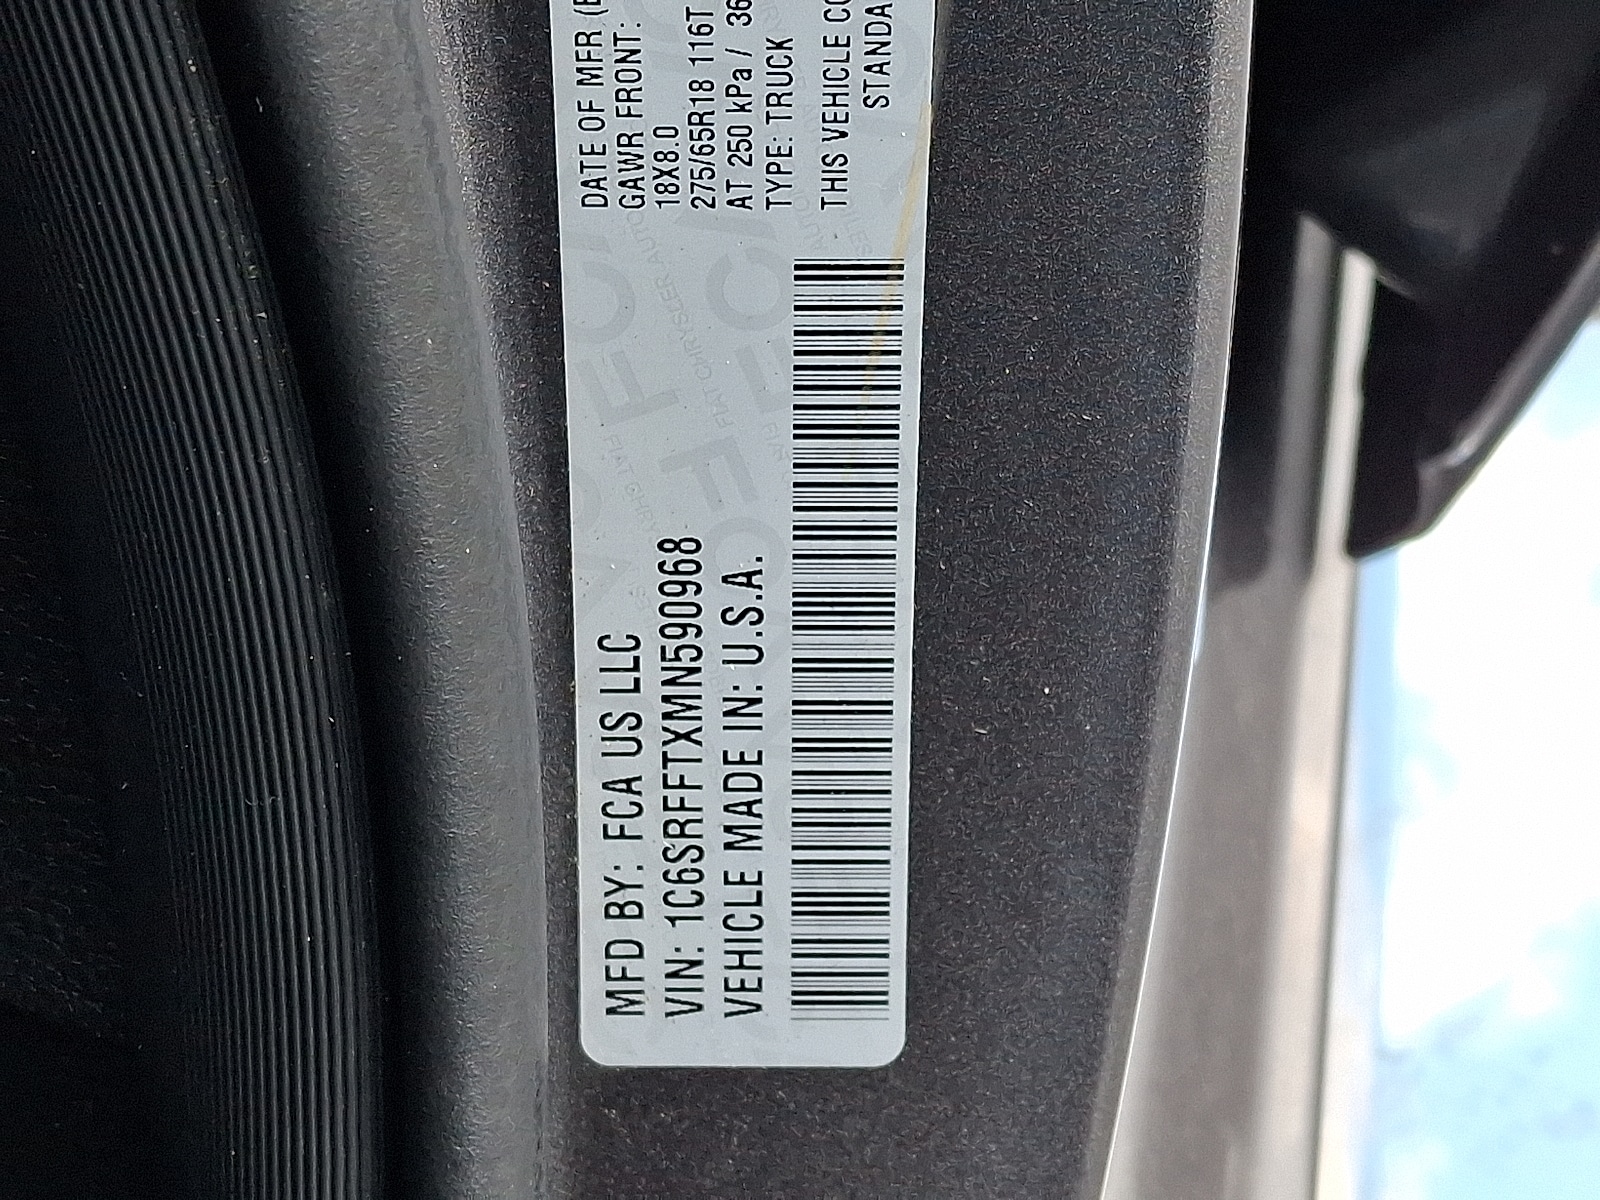 MFD BY: FCA US LLC
VIN: 1C6SRFFTXMN590968
VEHICLE MADE IN: U.S.A.
DATE OF MFR
GAWR FRONT:
18X8.0
275/65R18 116T
AT 250 kPa / 36
TYPE: TRUCK
THIS VEHICLE